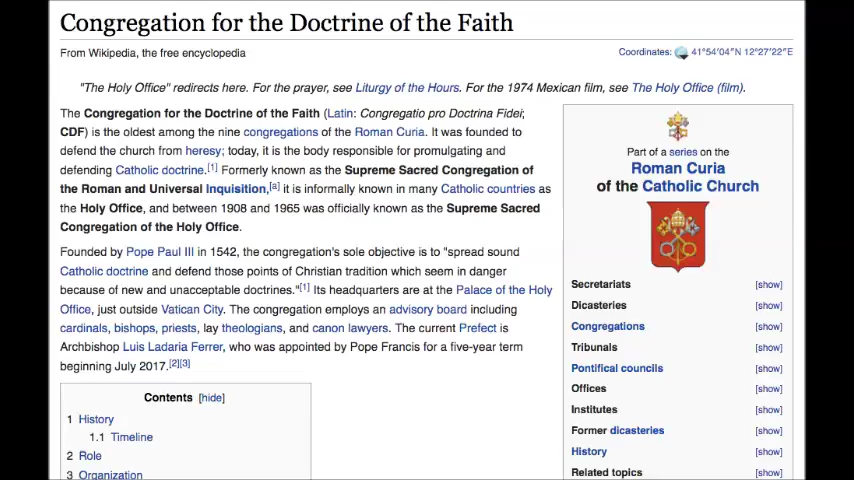 Congregation for the Doctrine of the Faith
From Wikipedia, the free encyclopedia
Coordinates: 41°54′04″N 12°27′22″E
"The Holy Office" redirects here. For the prayer, see Liturgy of the Hours. For the 1974 Mexican film, see The Holy Office (film).
The Congregation for the Doctrine of the Faith (Latin: Congregatio pro Doctrina Fidei;
CDF) is the oldest among the nine congregations of the Roman Curia. It was founded to
defend the church from heresy; today, it is the body responsible for promulgating and
defending Catholic doctrine.[1] Formerly known as the Supreme Sacred Congregation of
the Roman and Universal Inquisition,[a] it is informally known in many Catholic countries as
the Holy Office, and between 1908 and 1965 was officially known as the Supreme Sacred
Congregation of the Holy Office.
Founded by Pope Paul III in 1542, the congregation's sole objective is to "spread sound
Catholic doctrine and defend those points of Christian tradition which seem in danger
because of new and unacceptable doctrines."[1] Its headquarters are at the Palace of the Holy
Office, just outside Vatican City. The congregation employs an advisory board including
cardinals, bishops, priests, lay theologians, and canon lawyers. The current Prefect is
Archbishop Luis Ladaria Ferrer, who was appointed by Pope Francis for a five-year term
beginning July 2017.[2][3]
Contents [hide]
1 History
1.1 Timeline
2 Role
3 Organization
Part of a series on the
Roman Curia
of the Catholic Church
Secretariats [show]
Dicasteries [show]
Congregations [show]
Tribunals [show]
Pontifical councils [show]
Offices [show]
Institutes [show]
Former dicasteries [show]
History [show]
Related topics [show]